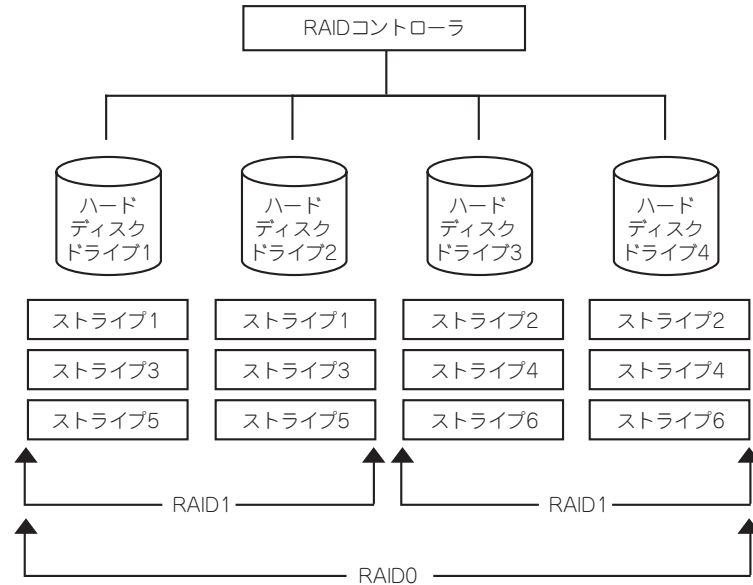 RAIDコントローラ
ハード
ディスク
ドライブ1
ハード
ディスク
ドライブ2
ハード
ディスク
ドライブ3
ハード
ディスク
ドライブ4
ストライプ1
ストライプ1
ストライプ2
ストライプ2
ストライプ3
ストライプ3
ストライプ4
ストライプ4
ストライプ5
ストライプ5
ストライプ6
ストライプ6
RAID1
RAID1
RAID0